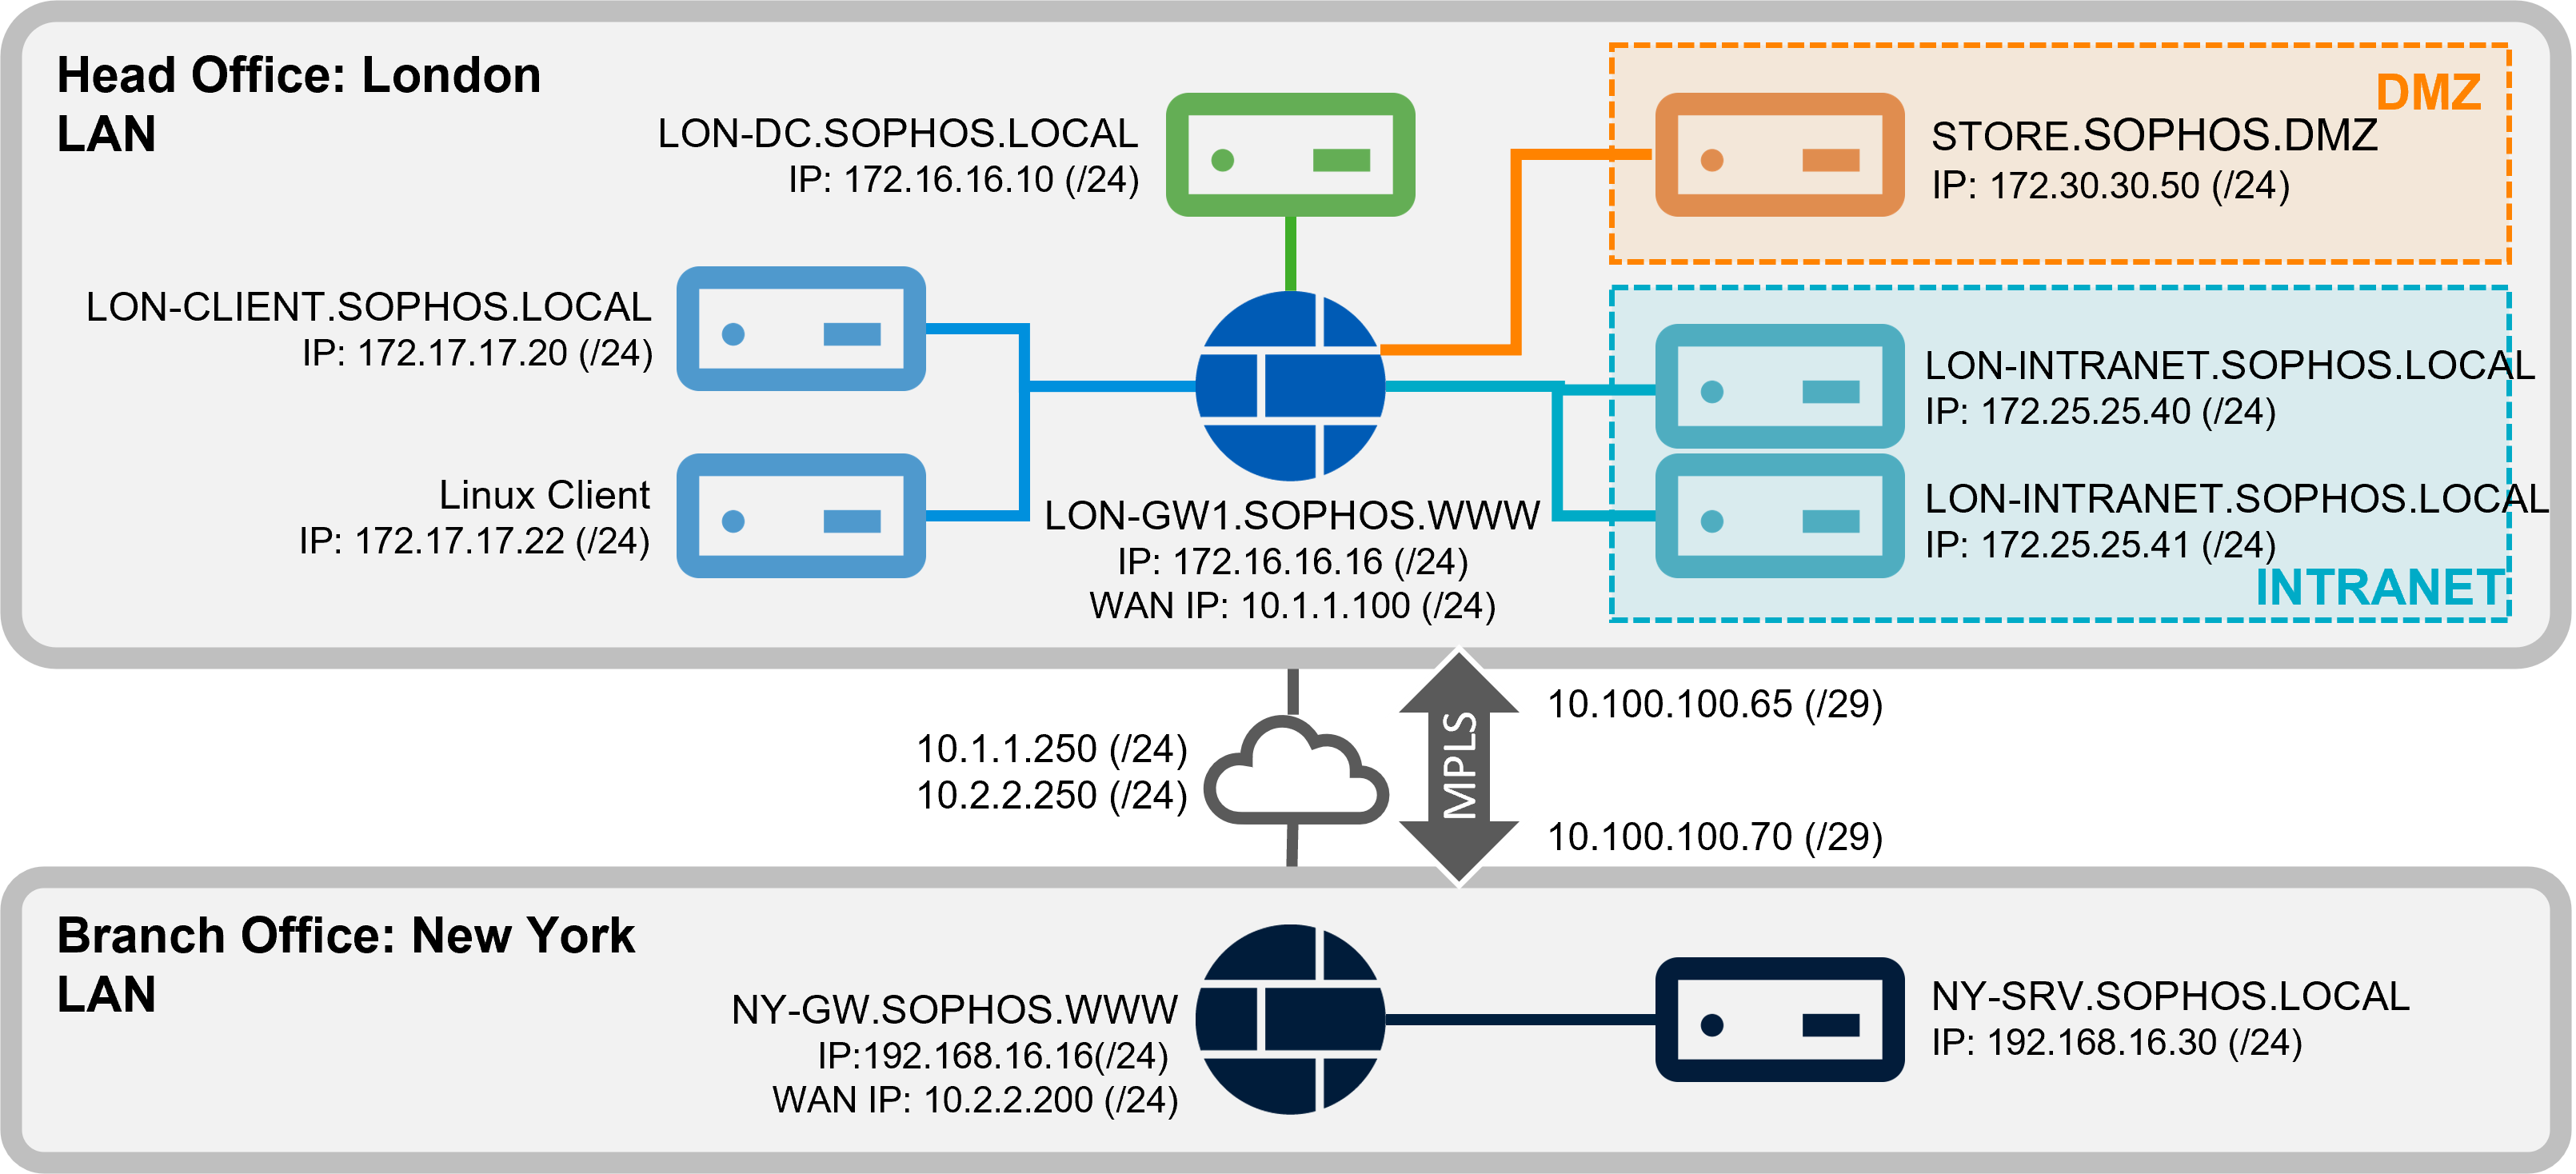 Head Office: London
LAN
LON-DC.SOPHOS.LOCAL
IP: 172.16.16.10 (/24)
DMZ
STORE.SOPHOS.DMZ
IP: 172.30.30.50 (/24)
LON-CLIENT.SOPHOS.LOCAL
IP: 172.17.17.20 (/24)
Linux Client
IP: 172.17.17.22 (/24)
LON-GW1.SOPHOS.WWW
IP: 172.16.16.16 (/24)
WAN IP: 10.1.1.100 (/24)
LON-INTRANET.SOPHOS.LOCAL
IP: 172.25.25.40 (/24)
LON-INTRANET.SOPHOS.LOCAL
IP: 172.25.25.41 (/24)
INTRANET
10.1.1.250 (/24)
10.2.2.250 (/24)
MPLS
10.100.100.65 (/29)
10.100.100.70 (/29)
Branch Office: New York
LAN
NY-GW.SOPHOS.WWW
IP:192.168.16.16(/24)
WAN IP: 10.2.2.200 (/24)
NY-SRV.SOPHOS.LOCAL
IP: 192.168.16.30 (/24)